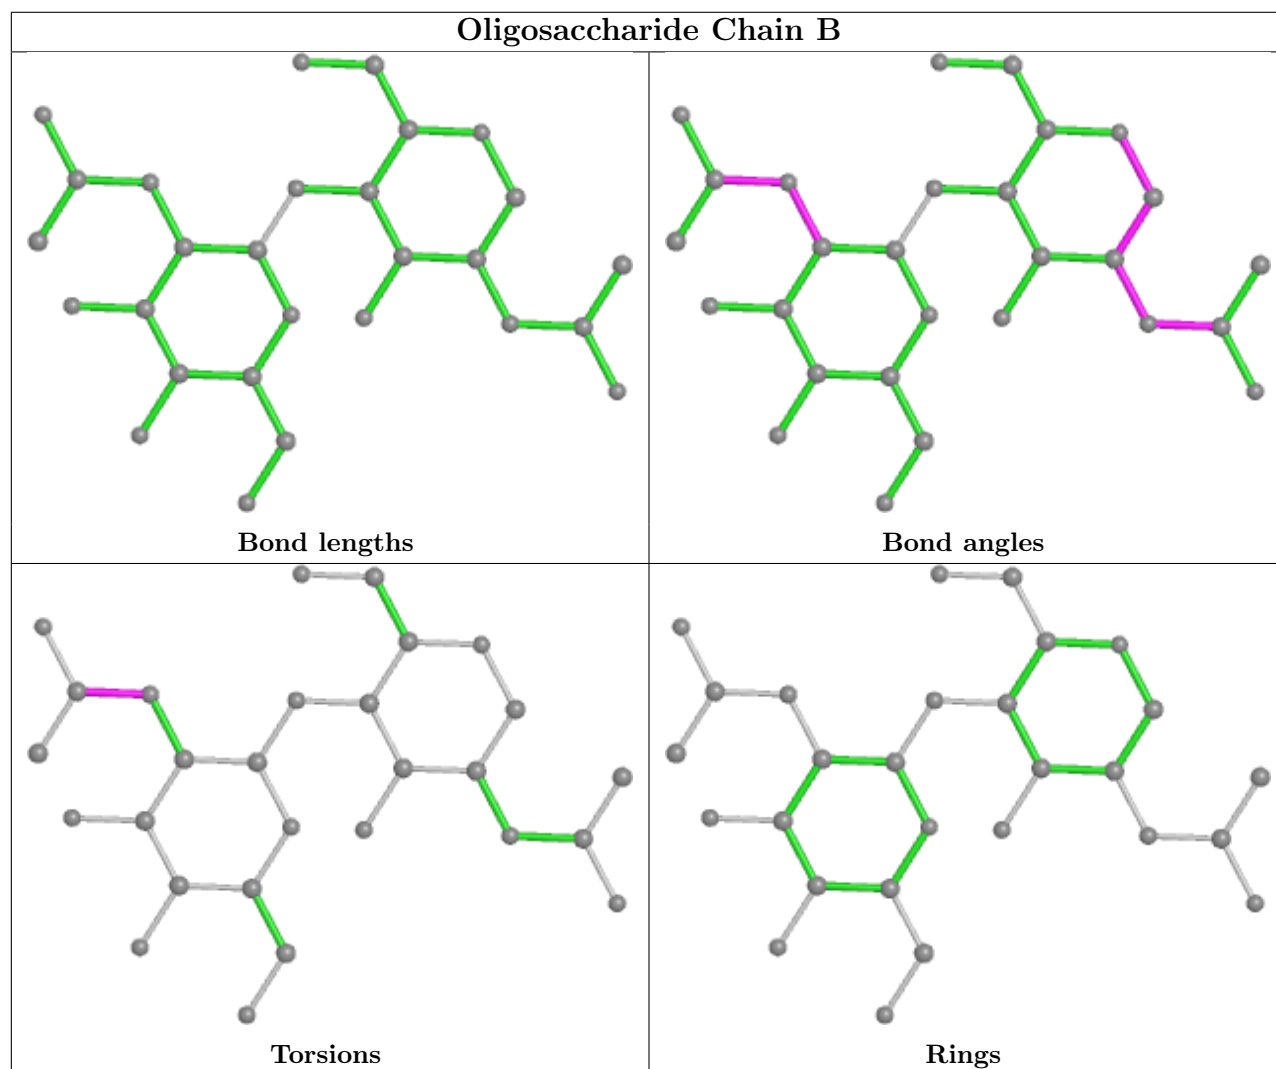 Oligosaccharide Chain B
Bond lengths
Bond angles
Torsions
Rings